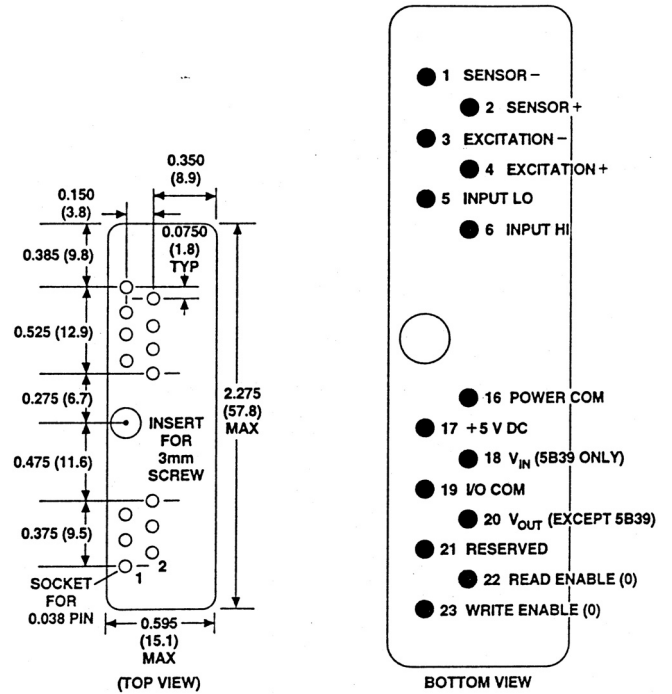 0.350
(8.9)
0.150
(3.8)
0.0750
(1.8)
TYP
0.385 (9.8)
0.525 (12.9)
0.275 (6.7)
0.475 (11.6)
0.375 (9.5)
2.275
(57.8)
MAX
INSERT
FOR
3mm
SCREW
SOCKET
FOR
0.038 PIN
1
2
0.595
(15.1)
MAX
(TOP VIEW)
1 SENSOR−
2 SENSOR+
3 EXCITATION−
4 EXCITATION+
5 INPUT LO
6 INPUT HI
16 POWER COM
17 +5 V DC
18 VIN (5B39 ONLY)
19 I/O COM
20 VOUT (EXCEPT 5B39)
21 RESERVED
22 READ ENABLE (0)
23 WRITE ENABLE (0)
BOTTOM VIEW